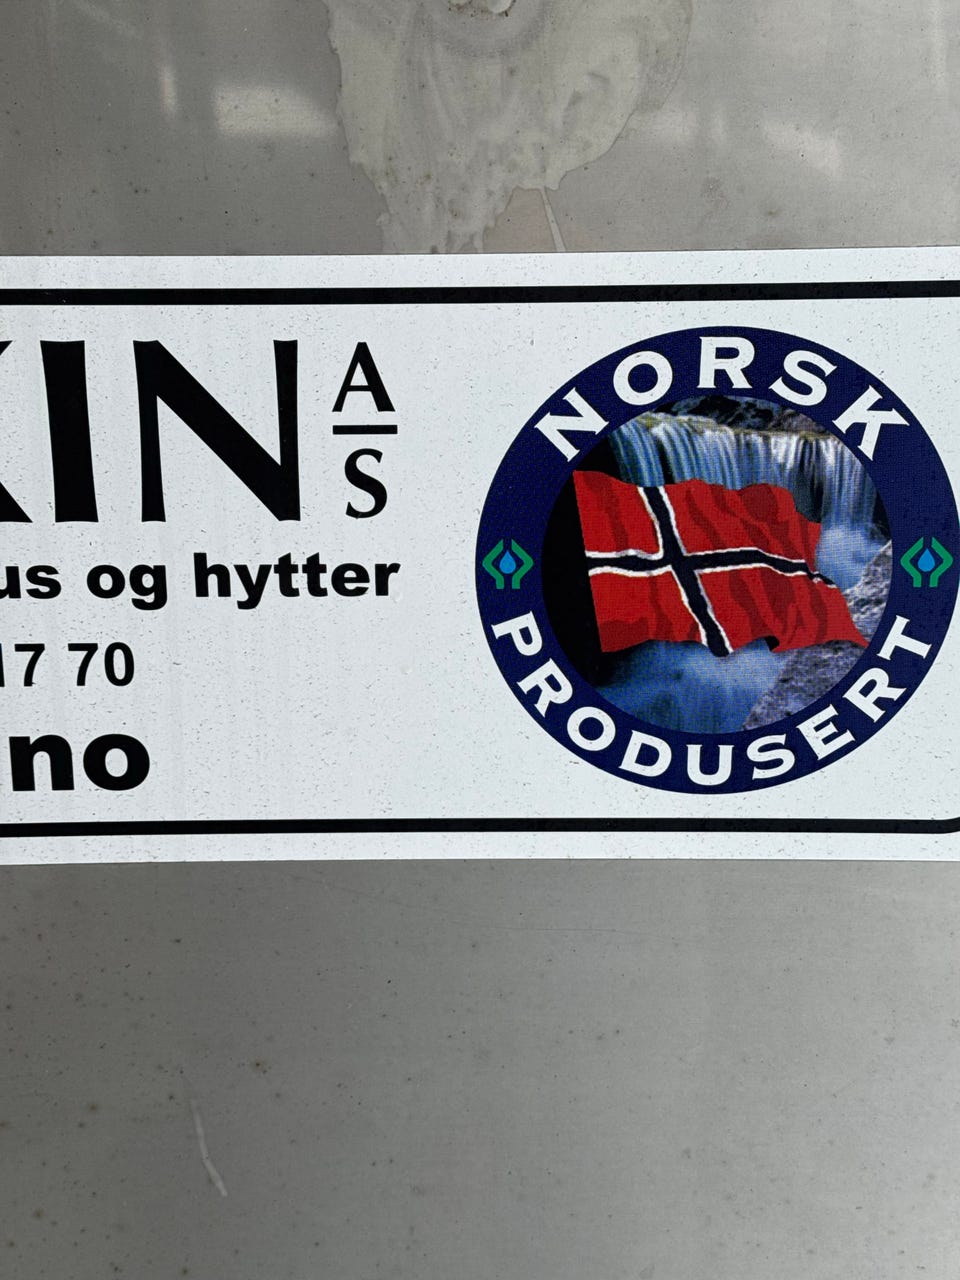 KIN A/S
us og hytter
17 70
no
NORSK
PRODUSERT